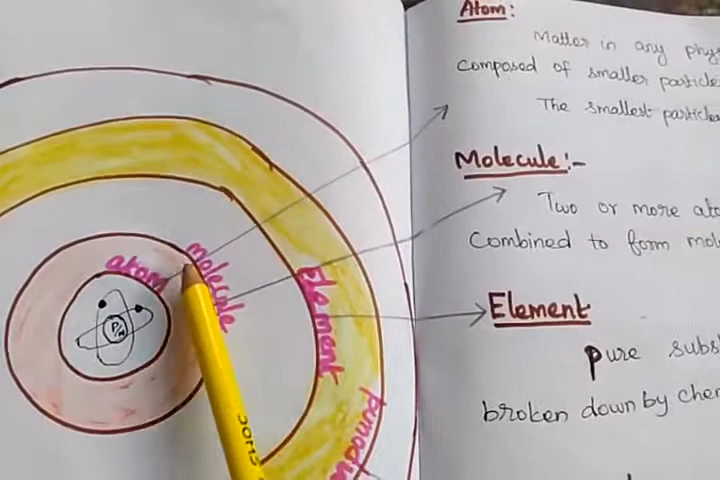 Atom:
Matter in any phy
composed of smaller particle
The smallest particle
Molecule:-
Two or more ato
Combined to form mol
Element
pure subs
broken down by che
atom
molecule
Element
P/N